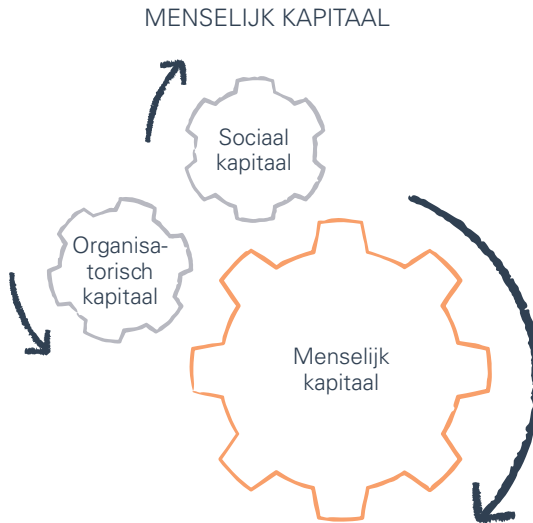 MENSELIJK KAPITAAL
Sociaal
kapitaal
Organisa-
torisch
kapitaal
Menselijk
kapitaal